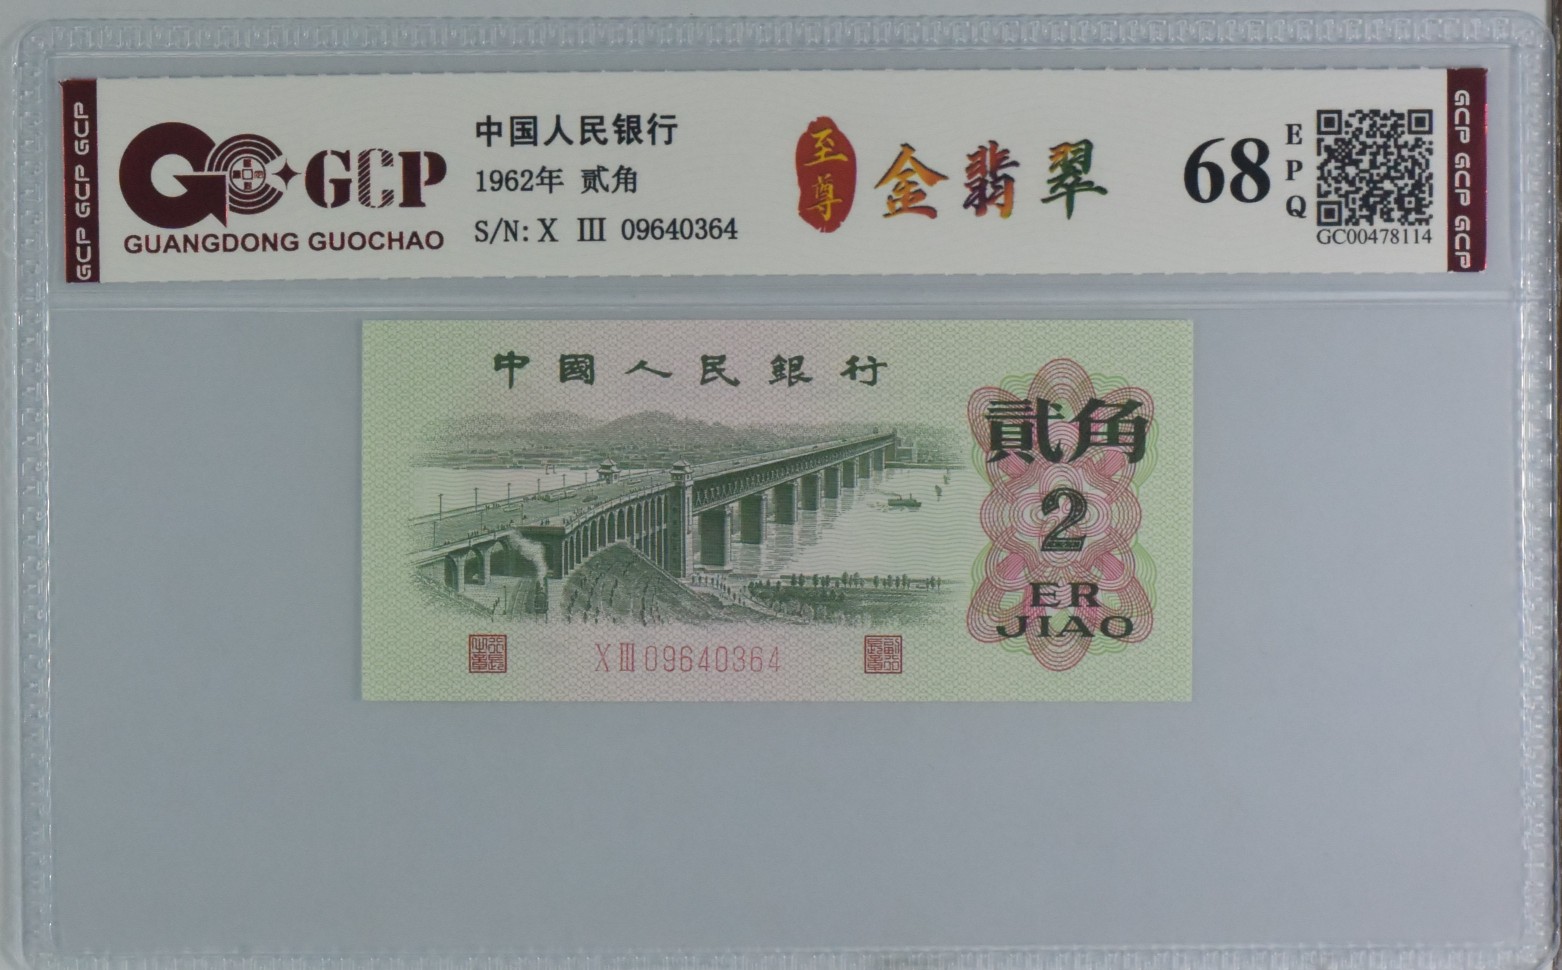 GCP GCP GCP
GCP
GUANGDONG GUOCHAO
中国人民银行
1962年 贰角
S/N: X III 09640364
至尊
金翡翠
68
EPQ
GC00478114
GCP GCP GCP
中國人民銀行
貳角
2
ER
JIAO
X III 09640364